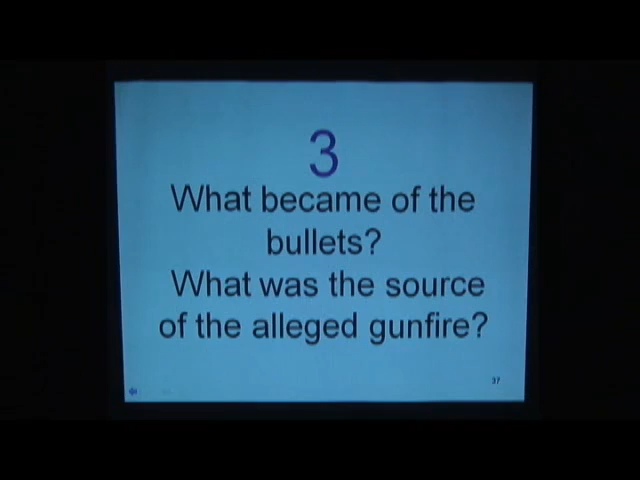 3
What became of the
bullets?
What was the source
of the alleged gunfire?
37